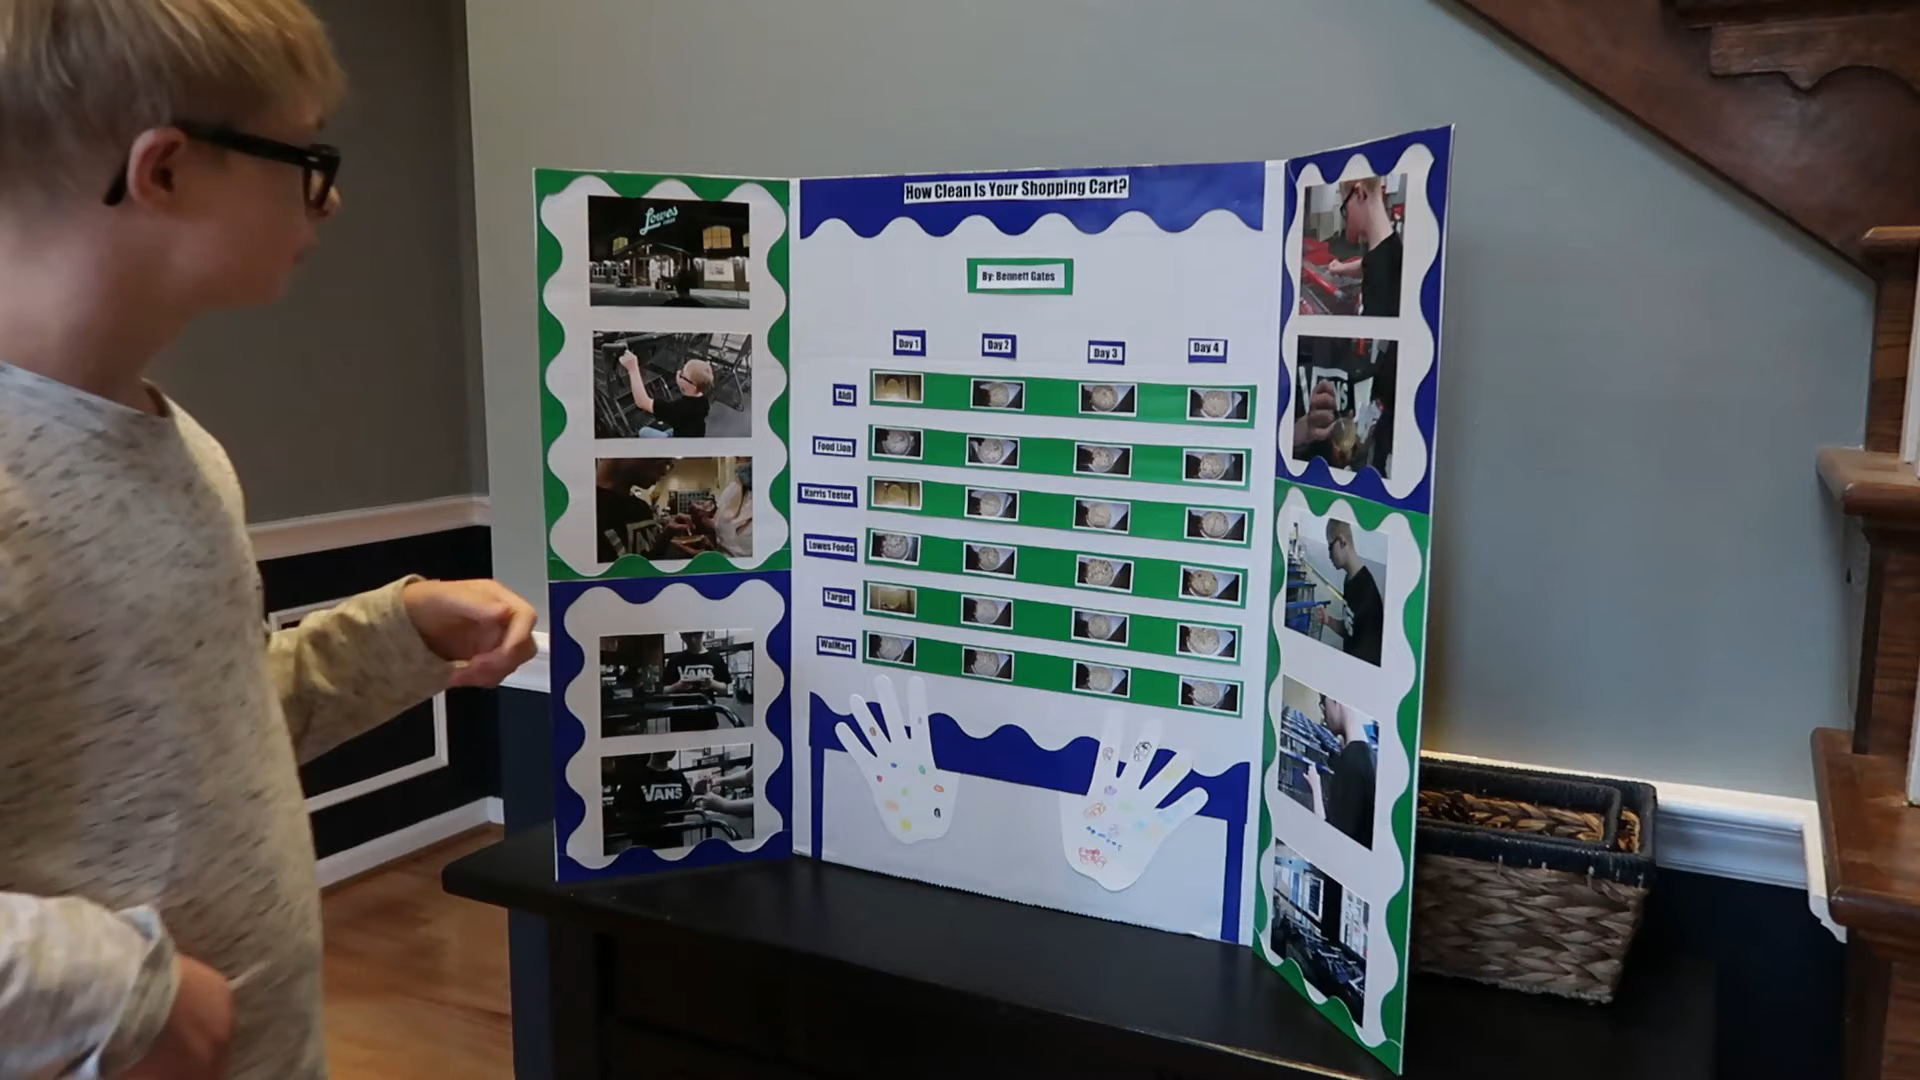 How Clean Is Your Shopping Cart?
By: Bennett Gates
Day 1
Day 2
Day 3
Day 4
Aldi
Food Lion
Harris Teeter
Lowes Foods
Target
WalMart
Lowes
VANS
VANS
VANS